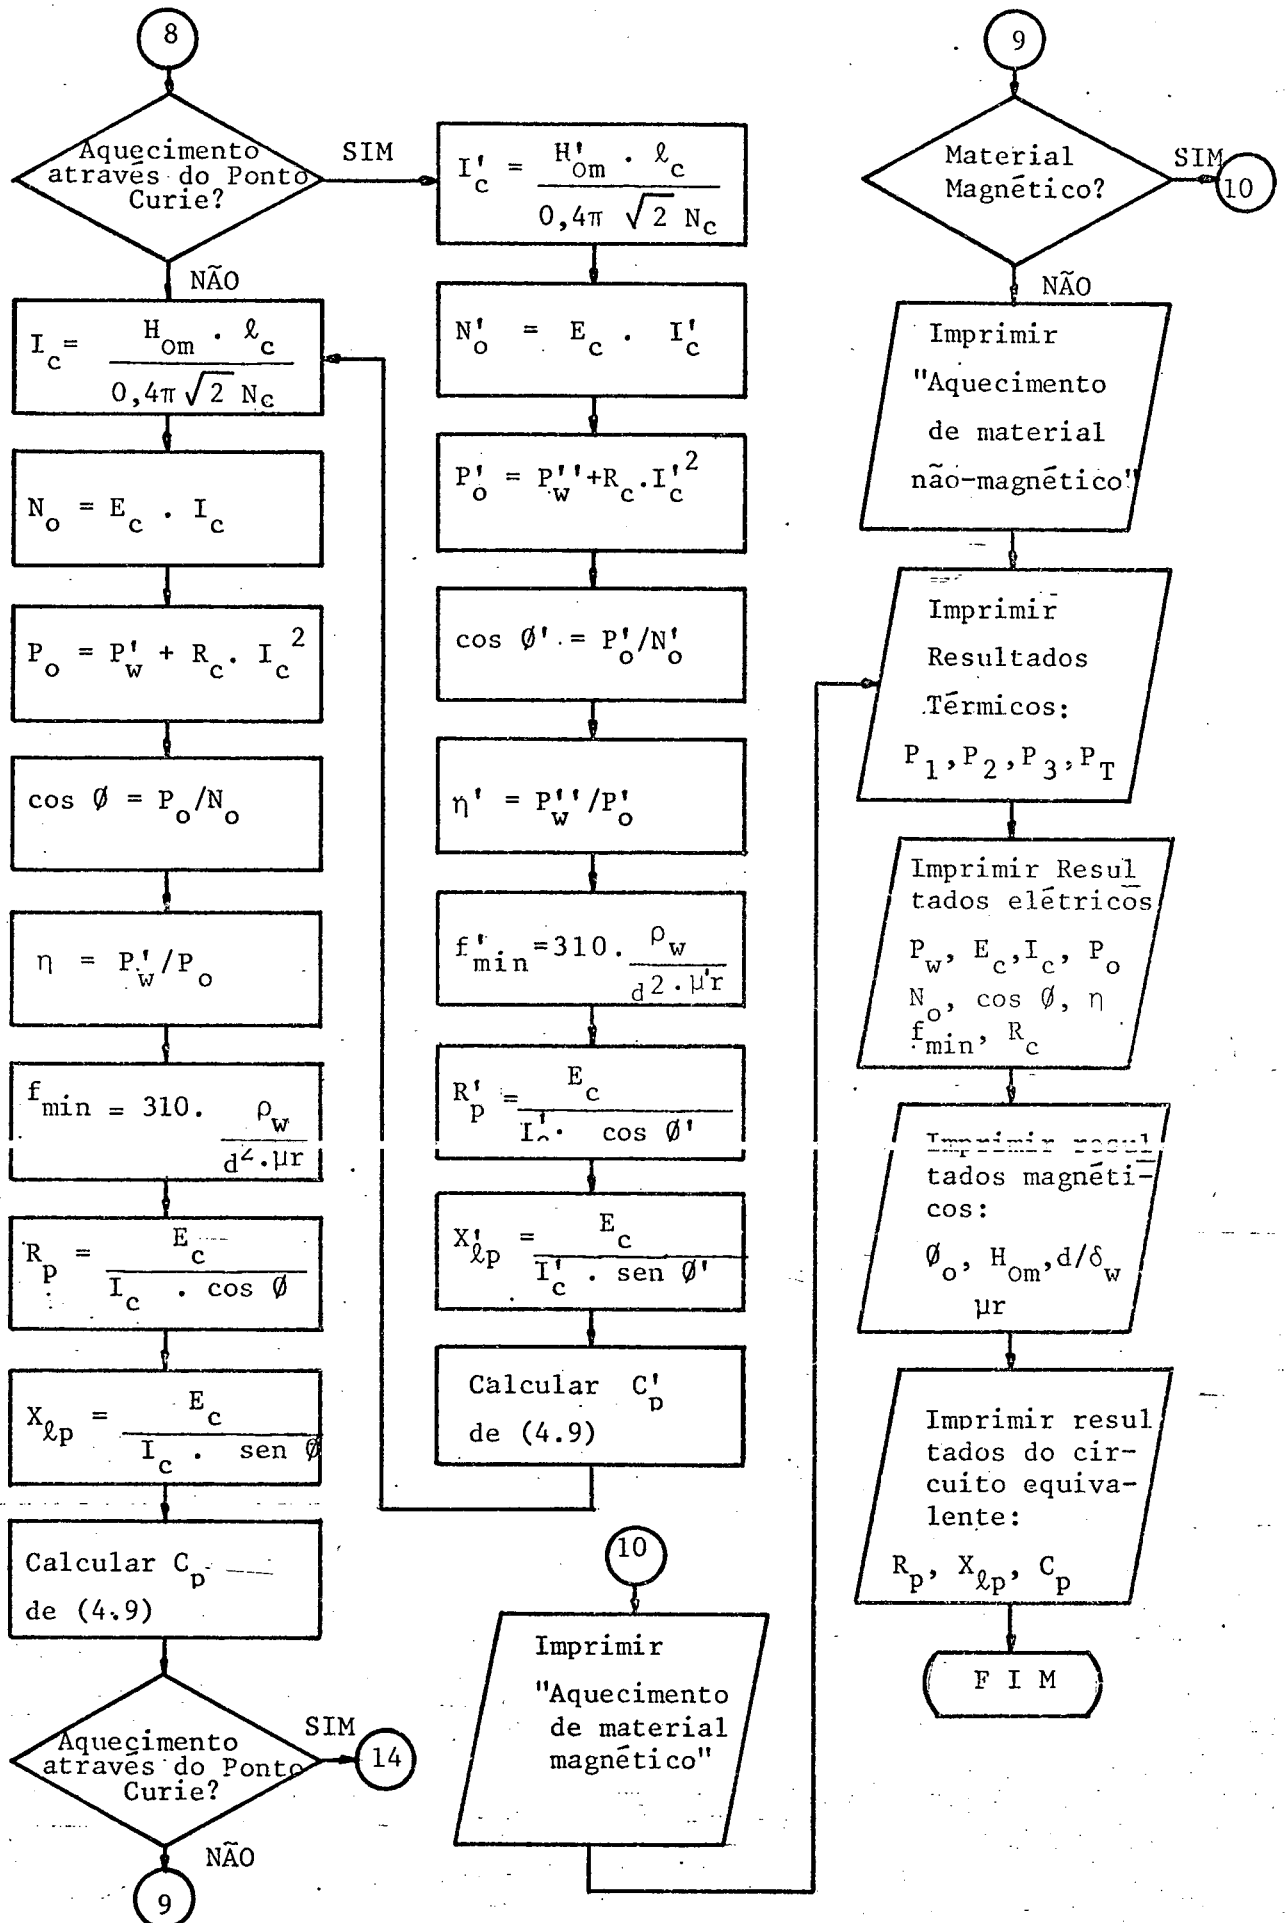 8
Aquecimento
através do Ponto
Curie?
SIM
NÃO
I_c = H_om . ℓ_c / 0,4π √2 N_c
N_o = E_c . I_c
P_o = P'_w + R_c . I_c^2
cos Ø = P_o/N_o
η = P'_w/P_o
f_min = 310. ρ_w / d^2.μr
R_p = E_c / I_c . cos Ø
X_ℓp = E_c / I_c . sen Ø
Calcular C_p
de (4.9)
Aquecimento
através do Ponto
Curie?
SIM
14
NÃO
9
I'_c = H'_om . ℓ_c / 0,4π √2 N_c
N'_o = E_c . I'_c
P'_o = P''_w+R_c.I'_c^2
cos Ø' = P'_o/N'_o
η' = P''_w/P'_o
f'_min=310. ρ_w / d^2.μ'r
R'_p = E_c / I'_c. cos Ø'
X'_ℓp = E_c / I'_c . sen Ø'
Calcular C'_p
de (4.9)
10
Imprimir
"Aquecimento
de material
magnético"
9
Material
Magnético?
SIM
10
NÃO
Imprimir
"Aquecimento
de material
não-magnético"
Imprimir
Resultados
Térmicos:
P_1,P_2,P_3,P_T
Imprimir Resul
tados elétricos
P_w, E_c,I_c, P_o
N_o, cos Ø, η
f_min, R_c
Imprimir resul
tados magnéti-
cos:
Ø_o, H_om,d/δ_w
μr
Imprimir resul
tados do cir-
cuito equiva-
lente:
R_p, X_ℓp, C_p
F I M